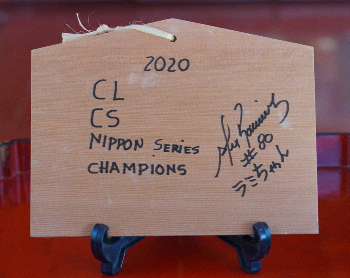 2020
CL
CS
NIPPON SERIES
CHAMPIONS
#80
ラミちゃん